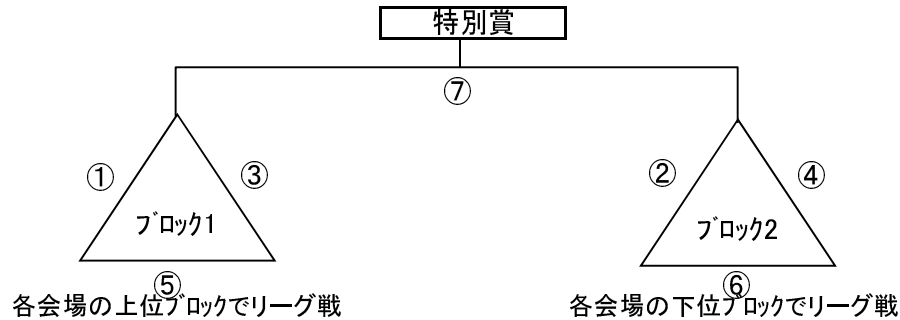 特別賞
⑦
①
③
②
④
ブロック1
ブロック2
⑤
⑥
各会場の上位ブロックでリーグ戦
各会場の下位ブロックでリーグ戦